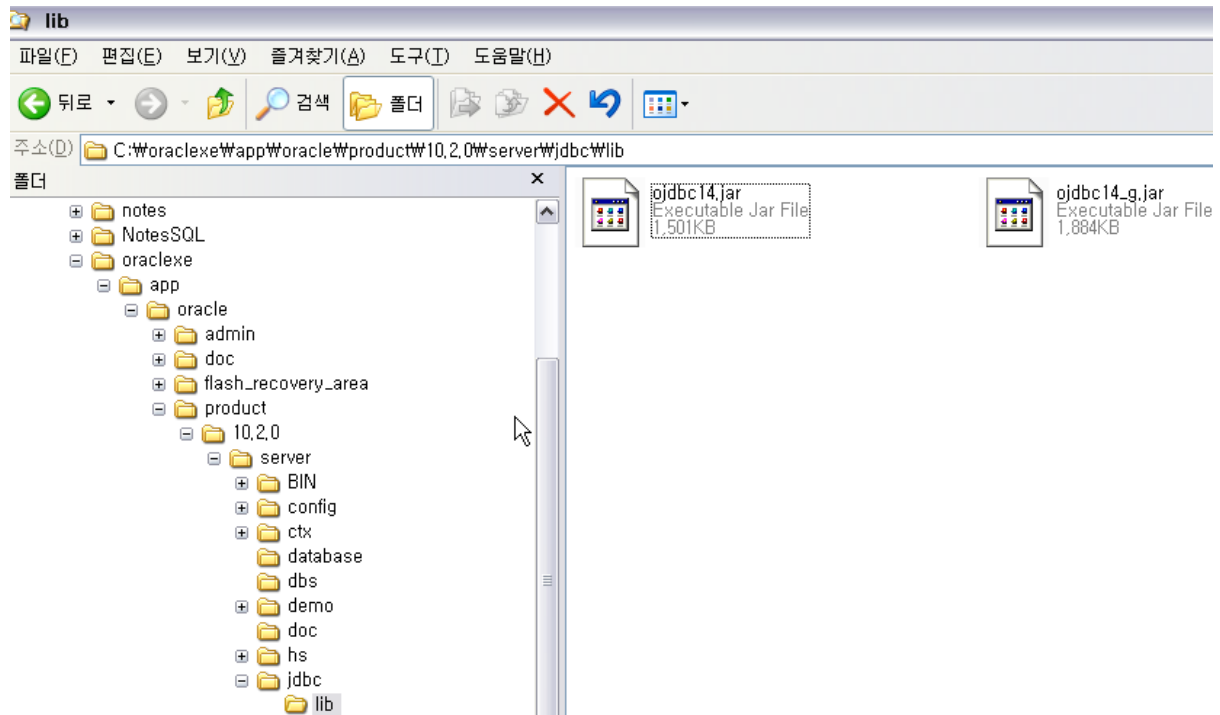 lib
파일(F) 편집(E) 보기(V) 즐겨찾기(A) 도구(T) 도움말(H)
뒤로 검색 폴더
주소(D) C:₩oraclexe₩app₩oracle₩product₩10.2.0₩server₩jdbc₩lib
폴더 ×
notes
NotesSQL
oraclexe
app
oracle
admin
doc
flash_recovery_area
product
10.2.0
server
BIN
config
ctx
database
dbs
demo
doc
hs
jdbc
lib
ojdbc14.jar
Executable Jar File
1,501KB
ojdbc14_g.jar
Executable Jar File
1,884KB